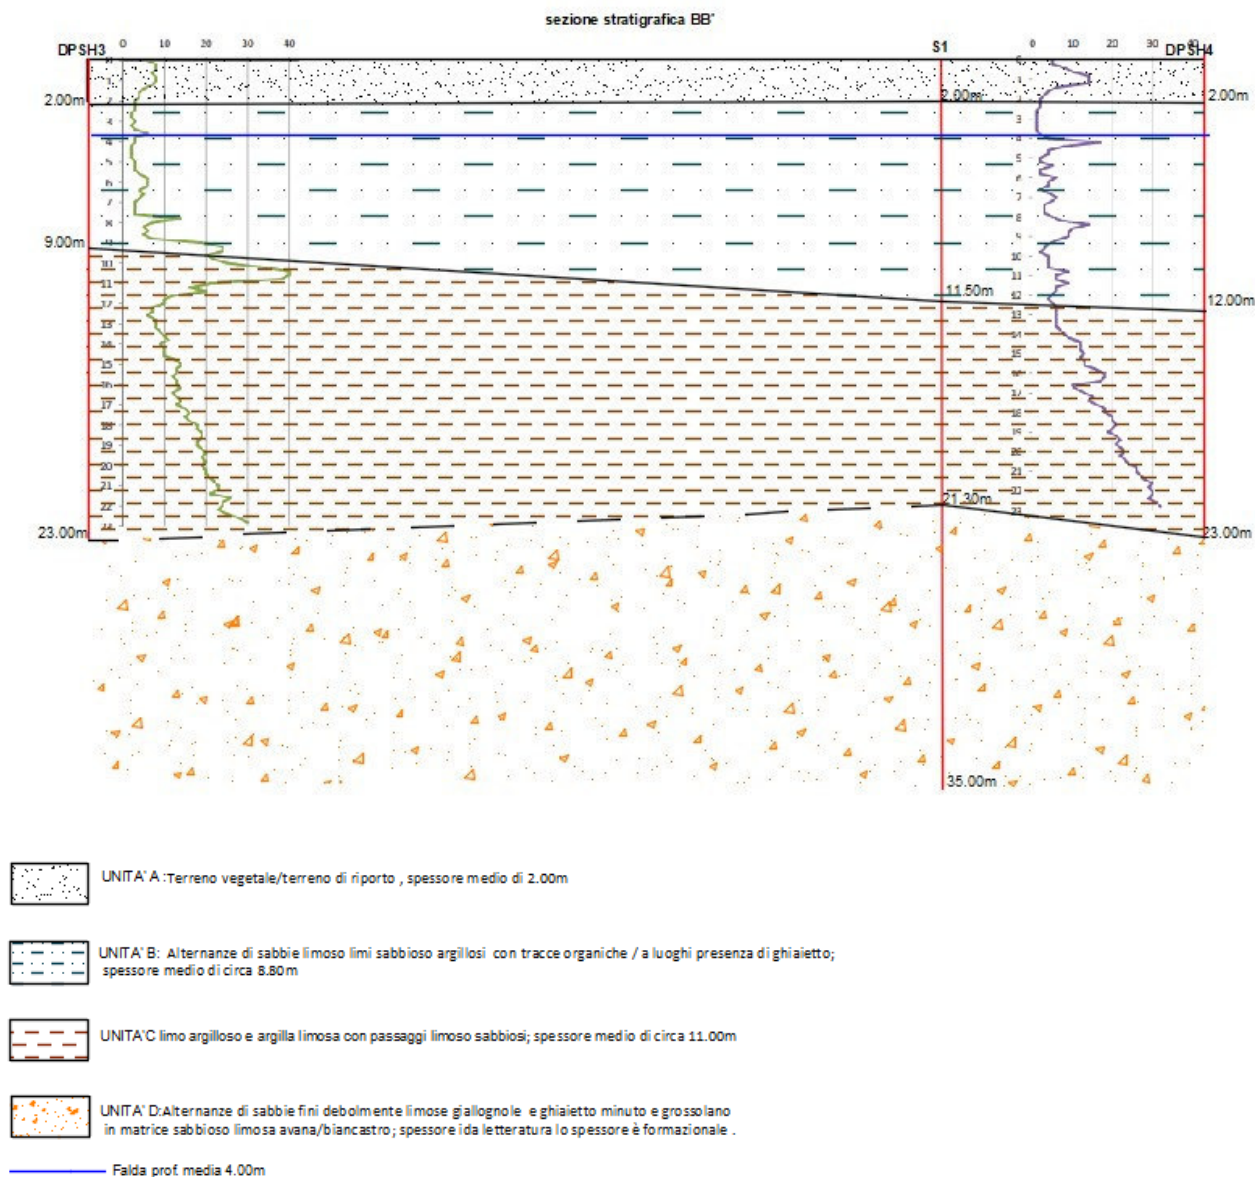 sezione stratigrafica BB'
DPSH3 0 10 20 30 40 S1 0 10 20 30 DPSH4
2.00m 2.00m 2.00m
9.00m
11.50m
12.00m
21.30m
23.00m 23.00m
35.00m
UNITA' A :Terreno vegetale/terreno di riporto , spessore medio di 2.00m
UNITA' B: Alternanze di sabbie limoso limi sabbioso argillosi con tracce organiche / a luoghi presenza di ghiaietto;
spessore medio di circa 8.80m
UNITA'C limo argilloso e argilla limosa con passaggi limoso sabbiosi; spessore medio di circa 11.00m
UNITA' D:Alternanze di sabbie fini debolmente limose giallognole e ghiaietto minuto e grossolano
in matrice sabbioso limosa avana/biancastro; spessore ida letteratura lo spessore è formazionale .
Falda prof. media 4.00m